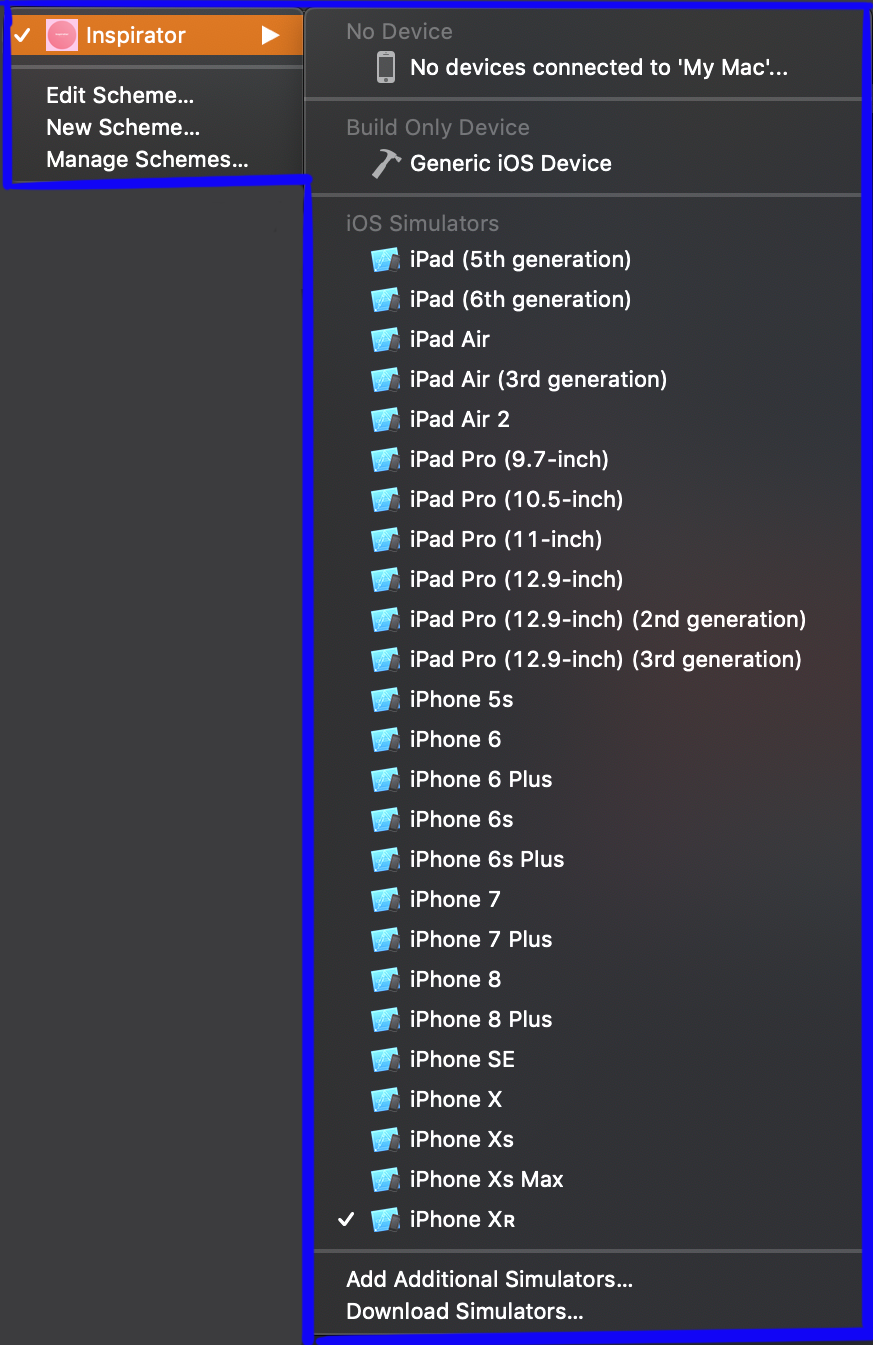 Inspirator
Edit Scheme...
New Scheme...
Manage Schemes...
No Device
No devices connected to 'My Mac'...
Build Only Device
Generic iOS Device
iOS Simulators
iPad (5th generation)
iPad (6th generation)
iPad Air
iPad Air (3rd generation)
iPad Air 2
iPad Pro (9.7-inch)
iPad Pro (10.5-inch)
iPad Pro (11-inch)
iPad Pro (12.9-inch)
iPad Pro (12.9-inch) (2nd generation)
iPad Pro (12.9-inch) (3rd generation)
iPhone 5s
iPhone 6
iPhone 6 Plus
iPhone 6s
iPhone 6s Plus
iPhone 7
iPhone 7 Plus
iPhone 8
iPhone 8 Plus
iPhone SE
iPhone X
iPhone Xs
iPhone Xs Max
iPhone Xʀ
Add Additional Simulators...
Download Simulators...